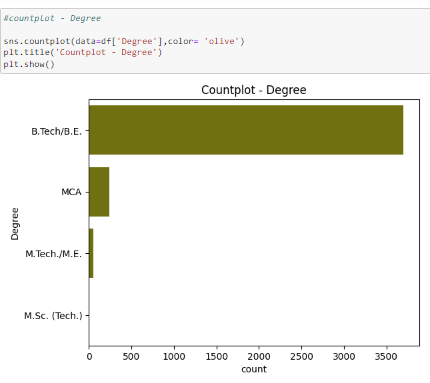 #countplot - Degree
sns.countplot(data=df['Degree'],color= 'olive')
plt.title('Countplot - Degree')
plt.show()
Countplot - Degree
B.Tech/B.E.
MCA
M.Tech./M.E.
M.Sc. (Tech.)
Degree
0 500 1000 1500 2000 2500 3000 3500
count